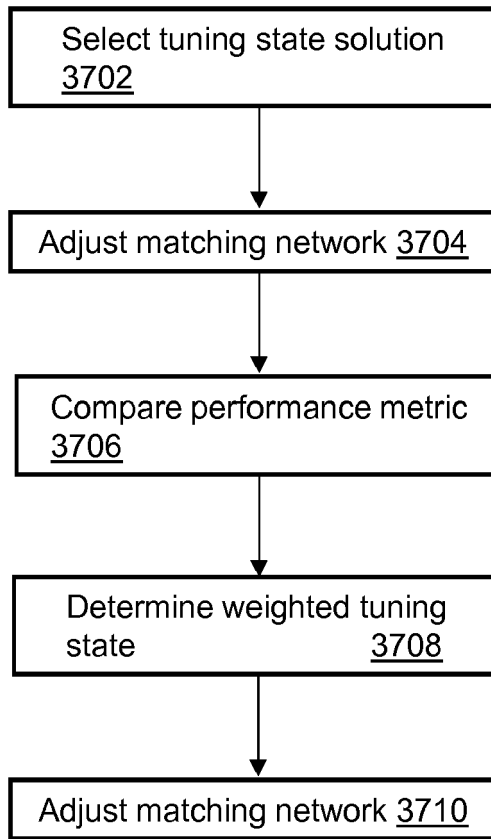 Select tuning state solution
3702
Adjust matching network 3704
Compare performance metric
3706
Determine weighted tuning
state 3708
Adjust matching network 3710